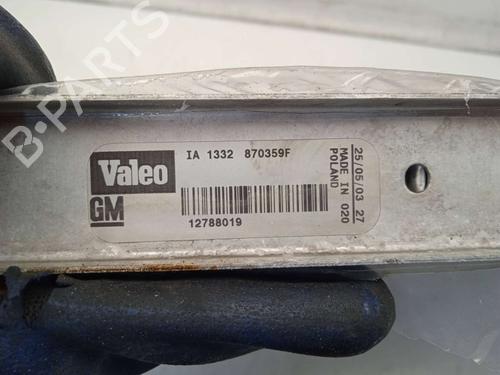 B-PARTS
Valeo
IA 1332 870359F
GM
12788019
25/05/03 27
MADE IN 020
POLAND